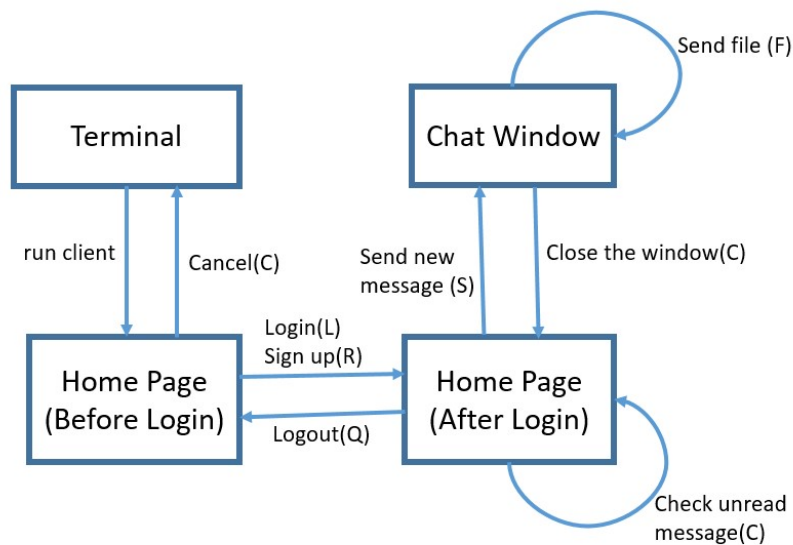 Send file (F)
Terminal
Chat Window
run client
Cancel(C)
Send new
message (S)
Close the window(C)
Login(L)
Sign up(R)
Home Page
(Before Login)
Home Page
(After Login)
Logout(Q)
Check unread
message(C)